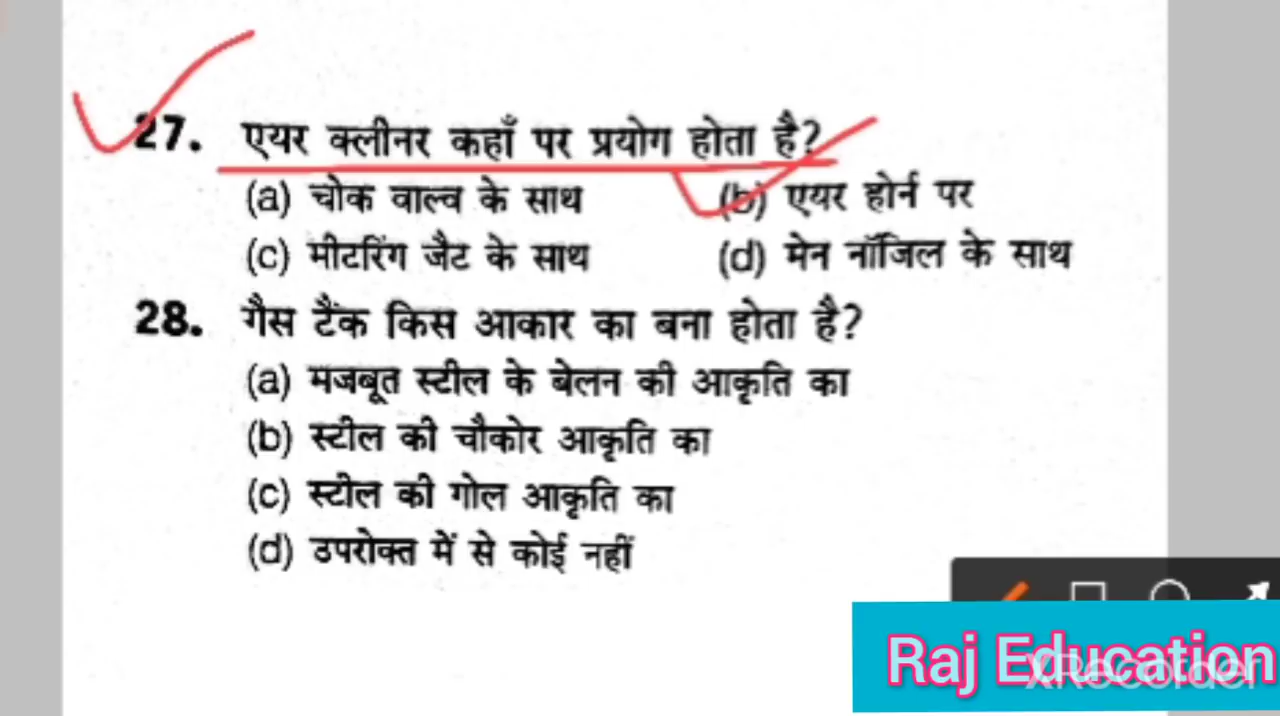 27. एयर क्लीनर कहाँ पर प्रयोग होता है?
(a) चोक वाल्व के साथ (b) एयर होर्न पर
(c) मीटरिंग जैट के साथ (d) मेन नॉजिल के साथ
28. गैस टैंक किस आकार का बना होता है?
(a) मजबूत स्टील के बेलन की आकृति का
(b) स्टील की चौकोर आकृति का
(c) स्टील की गोल आकृति का
(d) उपरोक्त में से कोई नहीं
Raj Education
XRecorder